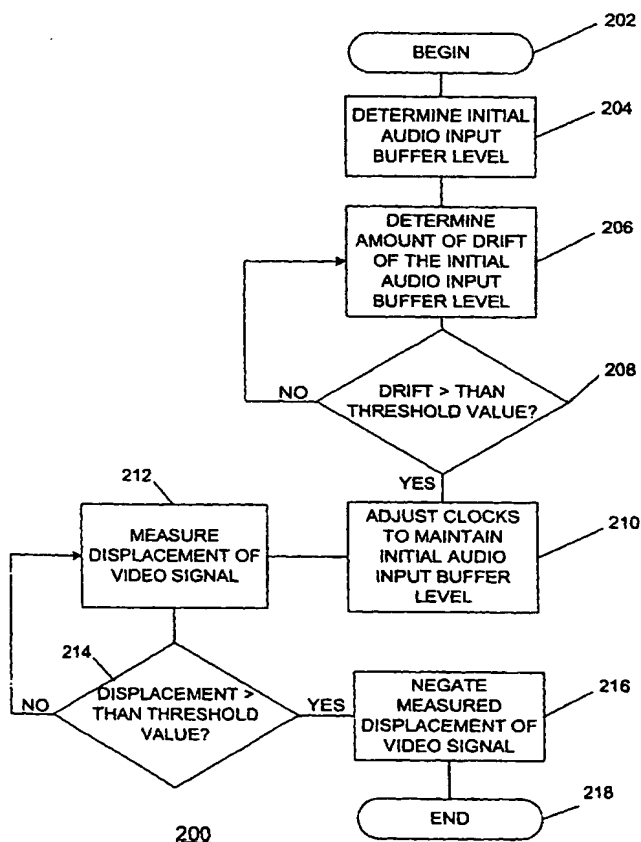 BEGIN
202
DETERMINE INITIAL
AUDIO INPUT
BUFFER LEVEL
204
DETERMINE
AMOUNT OF DRIFT
OF THE INITIAL
AUDIO INPUT
BUFFER LEVEL
206
DRIFT > THAN
THRESHOLD VALUE?
208
NO
YES
ADJUST CLOCKS
TO MAINTAIN
INITIAL AUDIO
INPUT BUFFER
LEVEL
210
212
MEASURE
DISPLACEMENT OF
VIDEO SIGNAL
214
DISPLACEMENT >
THAN THRESHOLD
VALUE?
NO
YES
NEGATE
MEASURED
DISPLACEMENT OF
VIDEO SIGNAL
216
END
218
200